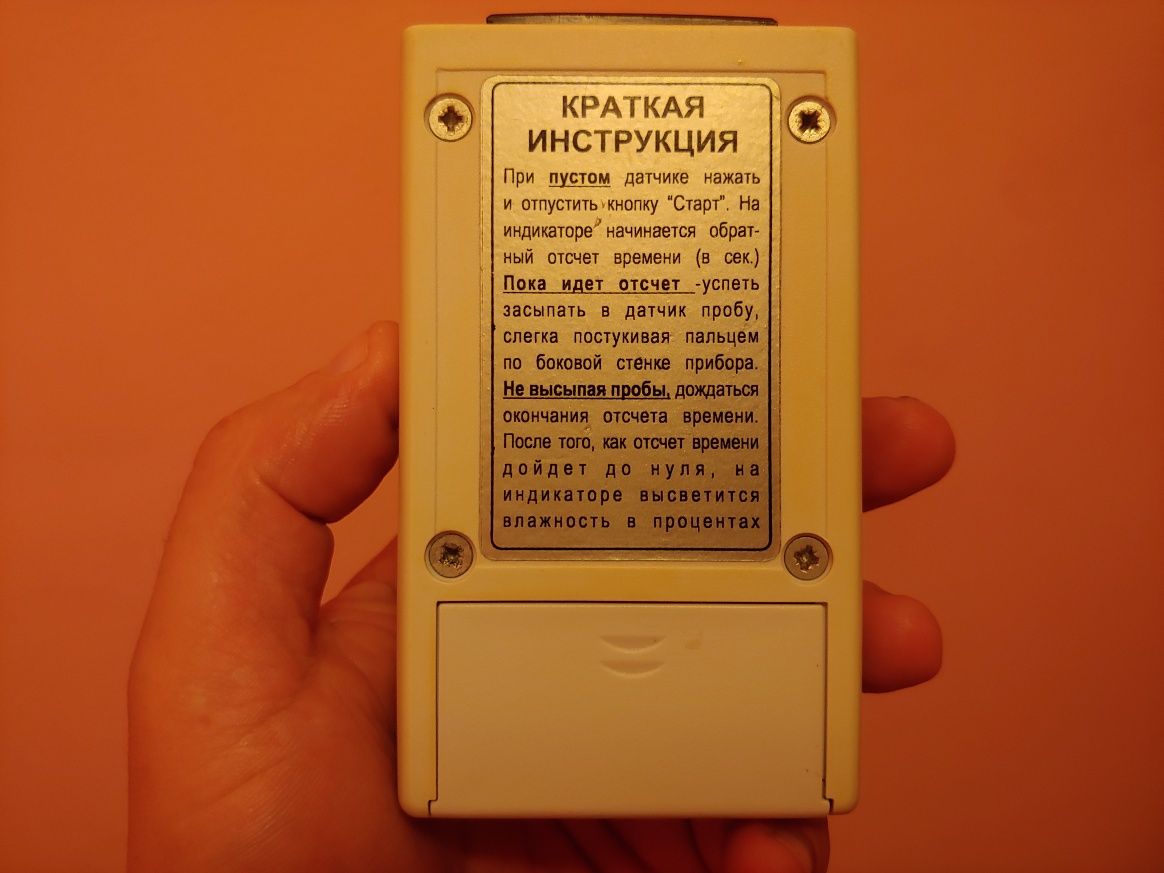 КРАТКАЯ
ИНСТРУКЦИЯ
При пустом датчике нажать
и отпустить кнопку "Старт". На
индикаторе начинается обрат-
ный отсчет времени (в сек.)
Пока идет отсчет -успеть
засыпать в датчик пробу,
слегка постукивая пальцем
по боковой стенке прибора.
Не высыпая пробы, дождаться
окончания отсчета времени.
После того, как отсчет времени
дойдет до нуля, на
индикаторе высветится
влажность в процентах